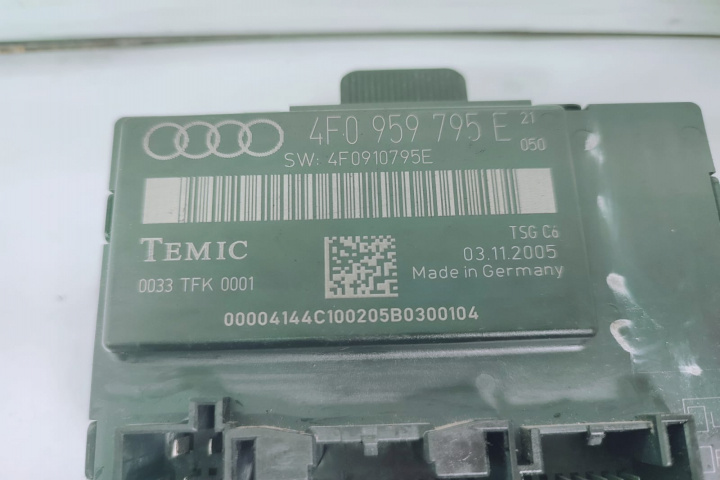 4F0 959 795 E 21
050
SW: 4F0910795E
TEMIC
TSG C6
03.11.2005
Made in Germany
0033 TFK 0001
00004144C100205B0300104